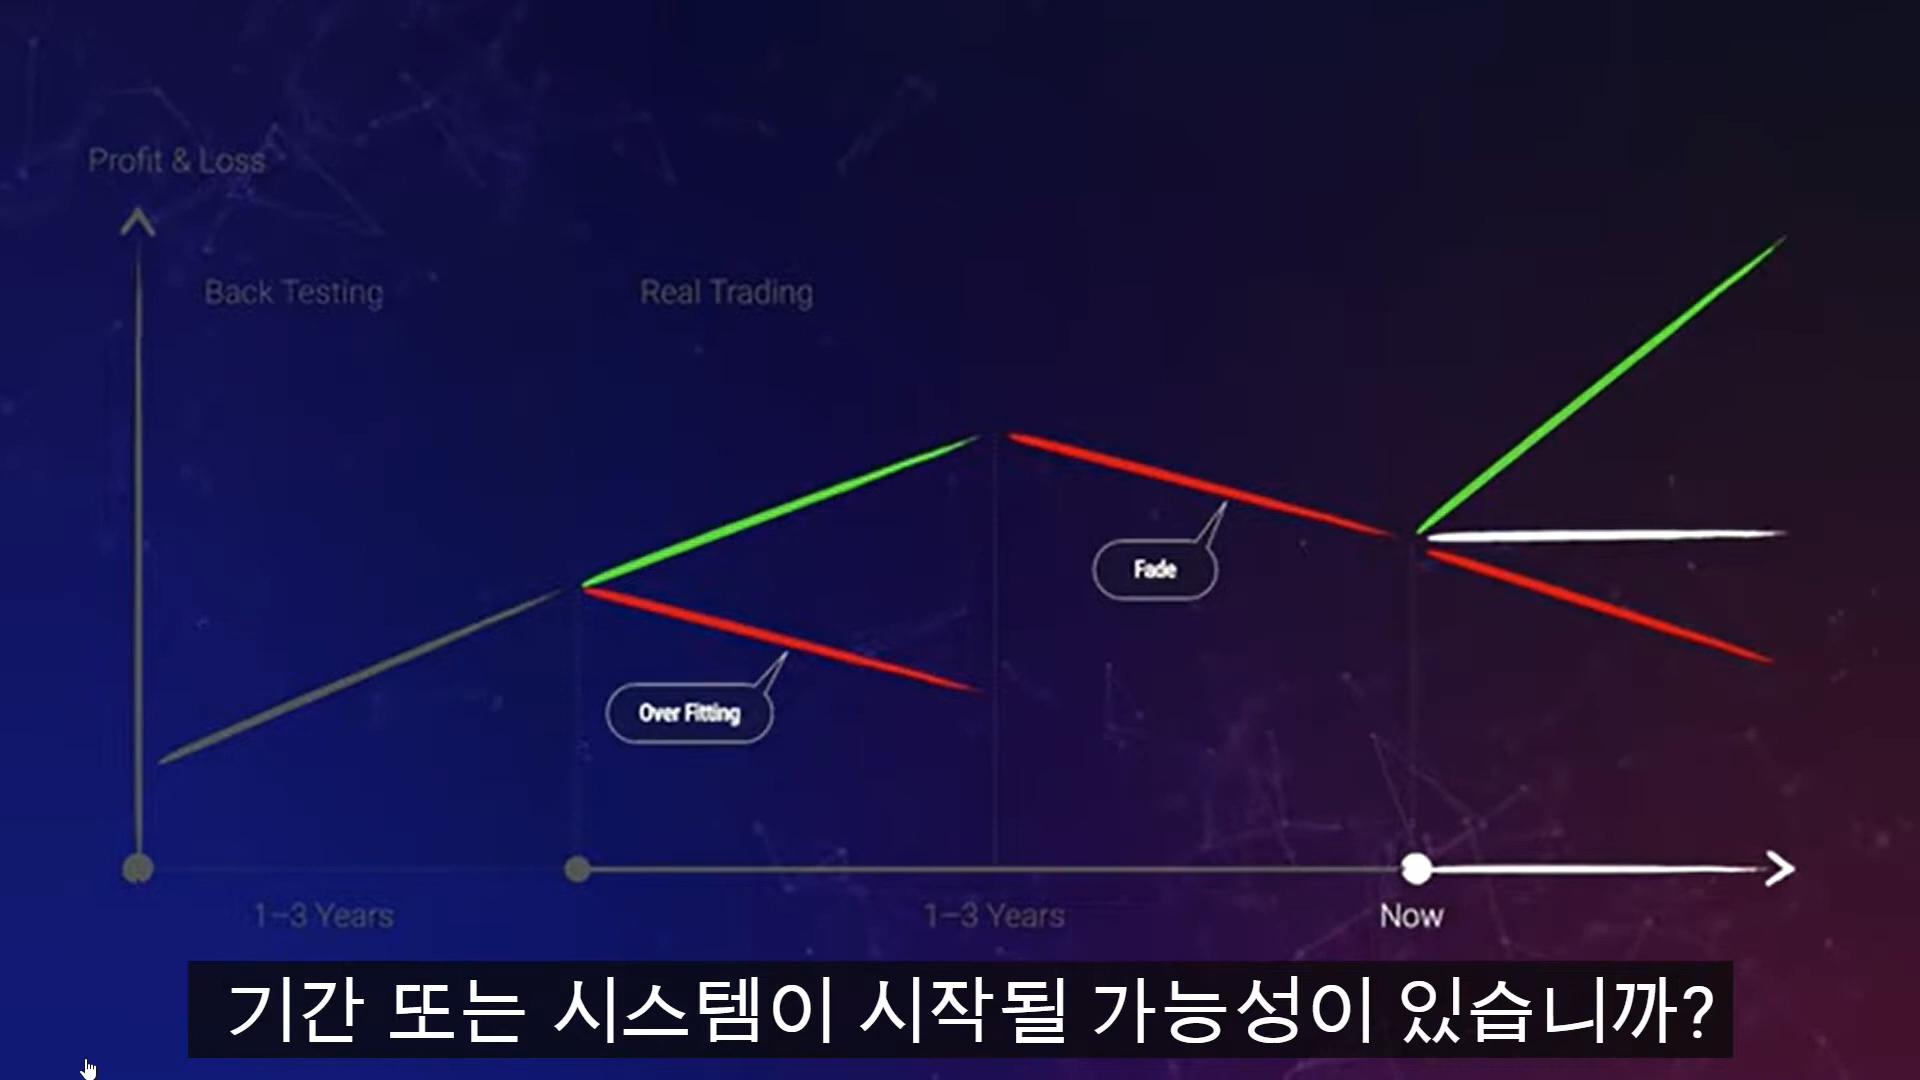 Profit & Loss
Back Testing
Real Trading
Fade
Over Fitting
1–3 Years
1–3 Years
Now
기간 또는 시스템이 시작될 가능성이 있습니까?